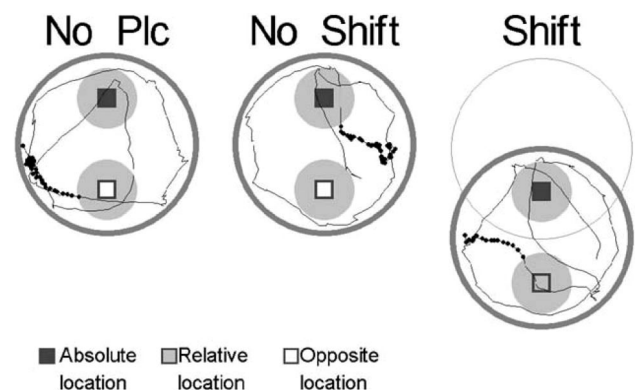 No Plc No Shift Shift
Absolute location
Relative location
Opposite location